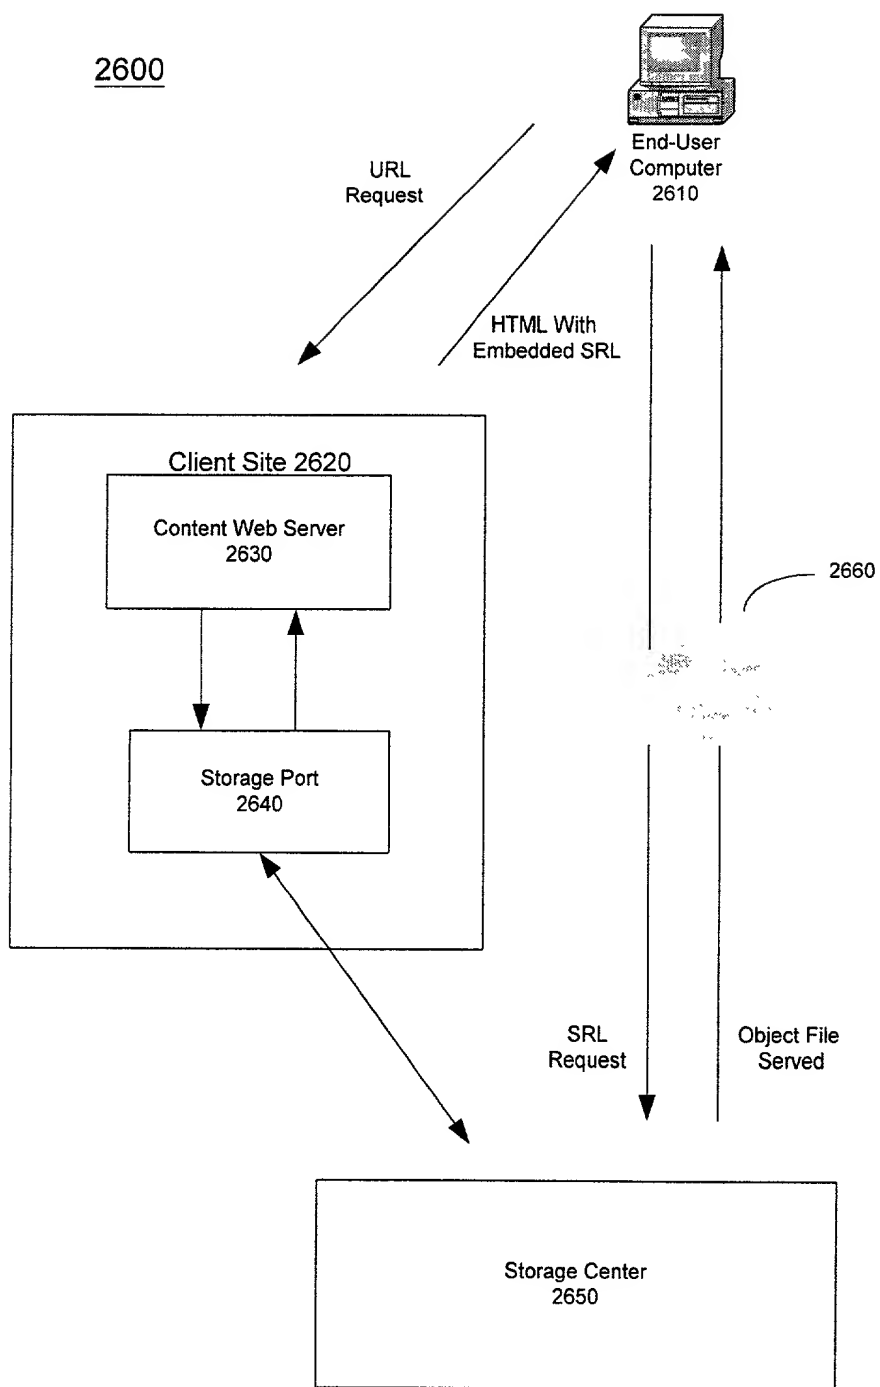 2600
End-User
Computer
2610
URL
Request
HTML With
Embedded SRL
Client Site 2620
Content Web Server
2630
2660
Storage Port
2640
SRL
Request
Object File
Served
Storage Center
2650